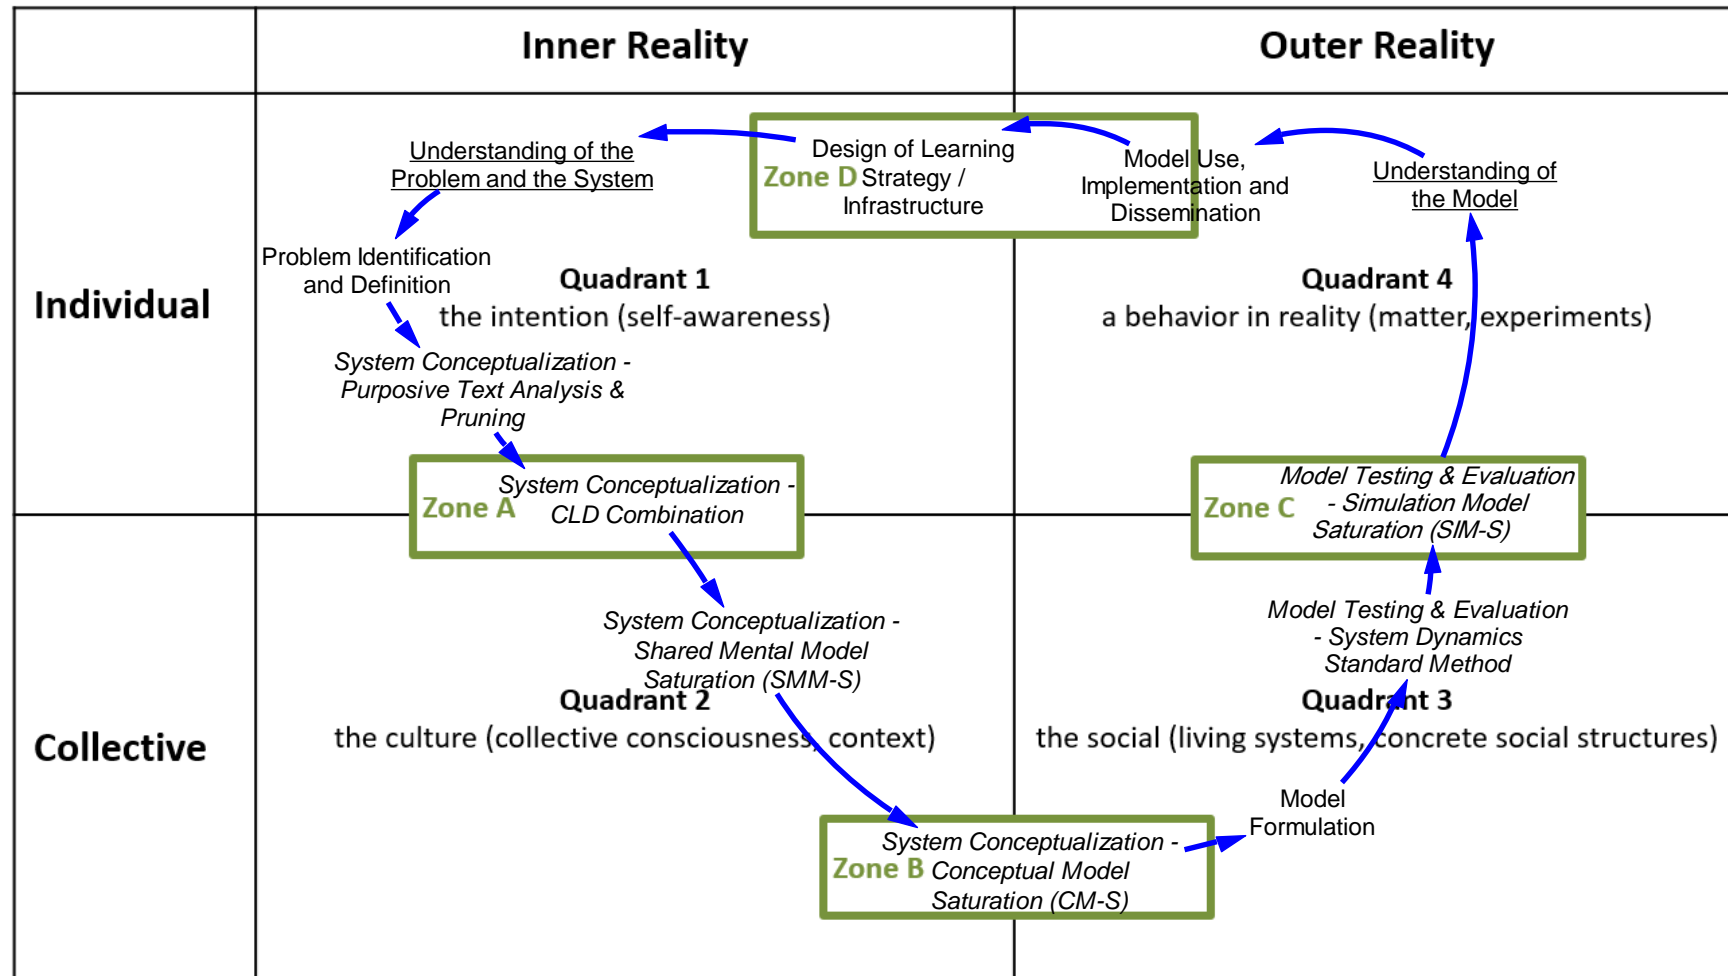 Inner Reality
Outer Reality
Individual
Understanding of the
Problem and the System
Problem Identification
and Definition
Quadrant 1
the intention (self-awareness)
System Conceptualization -
Purposive Text Analysis &
Pruning
Zone D
Design of Learning
Strategy /
Infrastructure
Model Use,
Implementation and
Dissemination
Understanding of
the Model
Quadrant 4
a behavior in reality (matter, experiments)
Zone A
System Conceptualization -
CLD Combination
Zone C
Model Testing & Evaluation
- Simulation Model
Saturation (SIM-S)
Collective
System Conceptualization -
Shared Mental Model
Saturation (SMM-S)
Quadrant 2
the culture (collective consciousness, context)
Model Testing & Evaluation
- System Dynamics
Standard Method
Quadrant 3
the social (living systems, concrete social structures)
Model
Formulation
Zone B
System Conceptualization -
Conceptual Model
Saturation (CM-S)